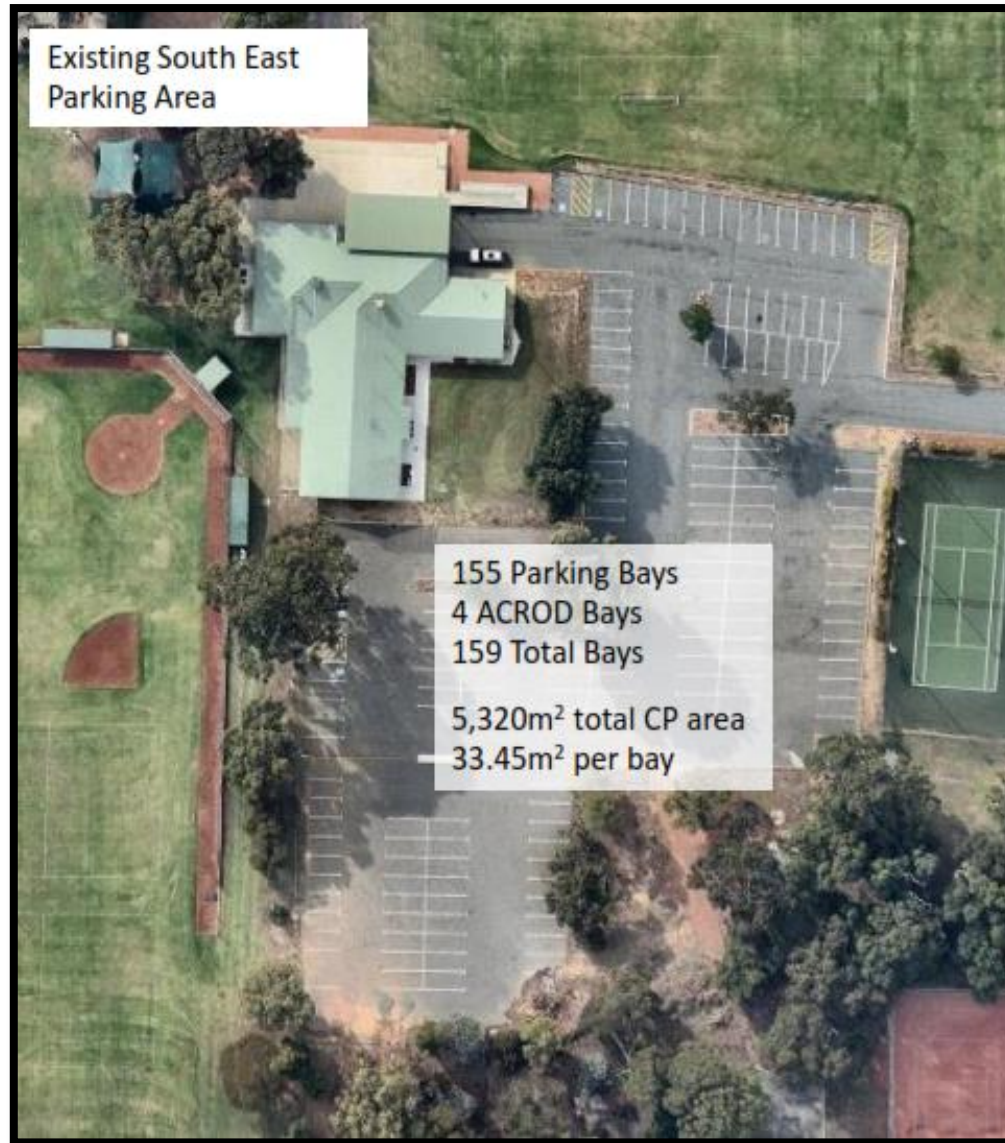 Existing South East
Parking Area
155 Parking Bays
4 ACROD Bays
159 Total Bays
5,320m² total CP area
33.45m² per bay